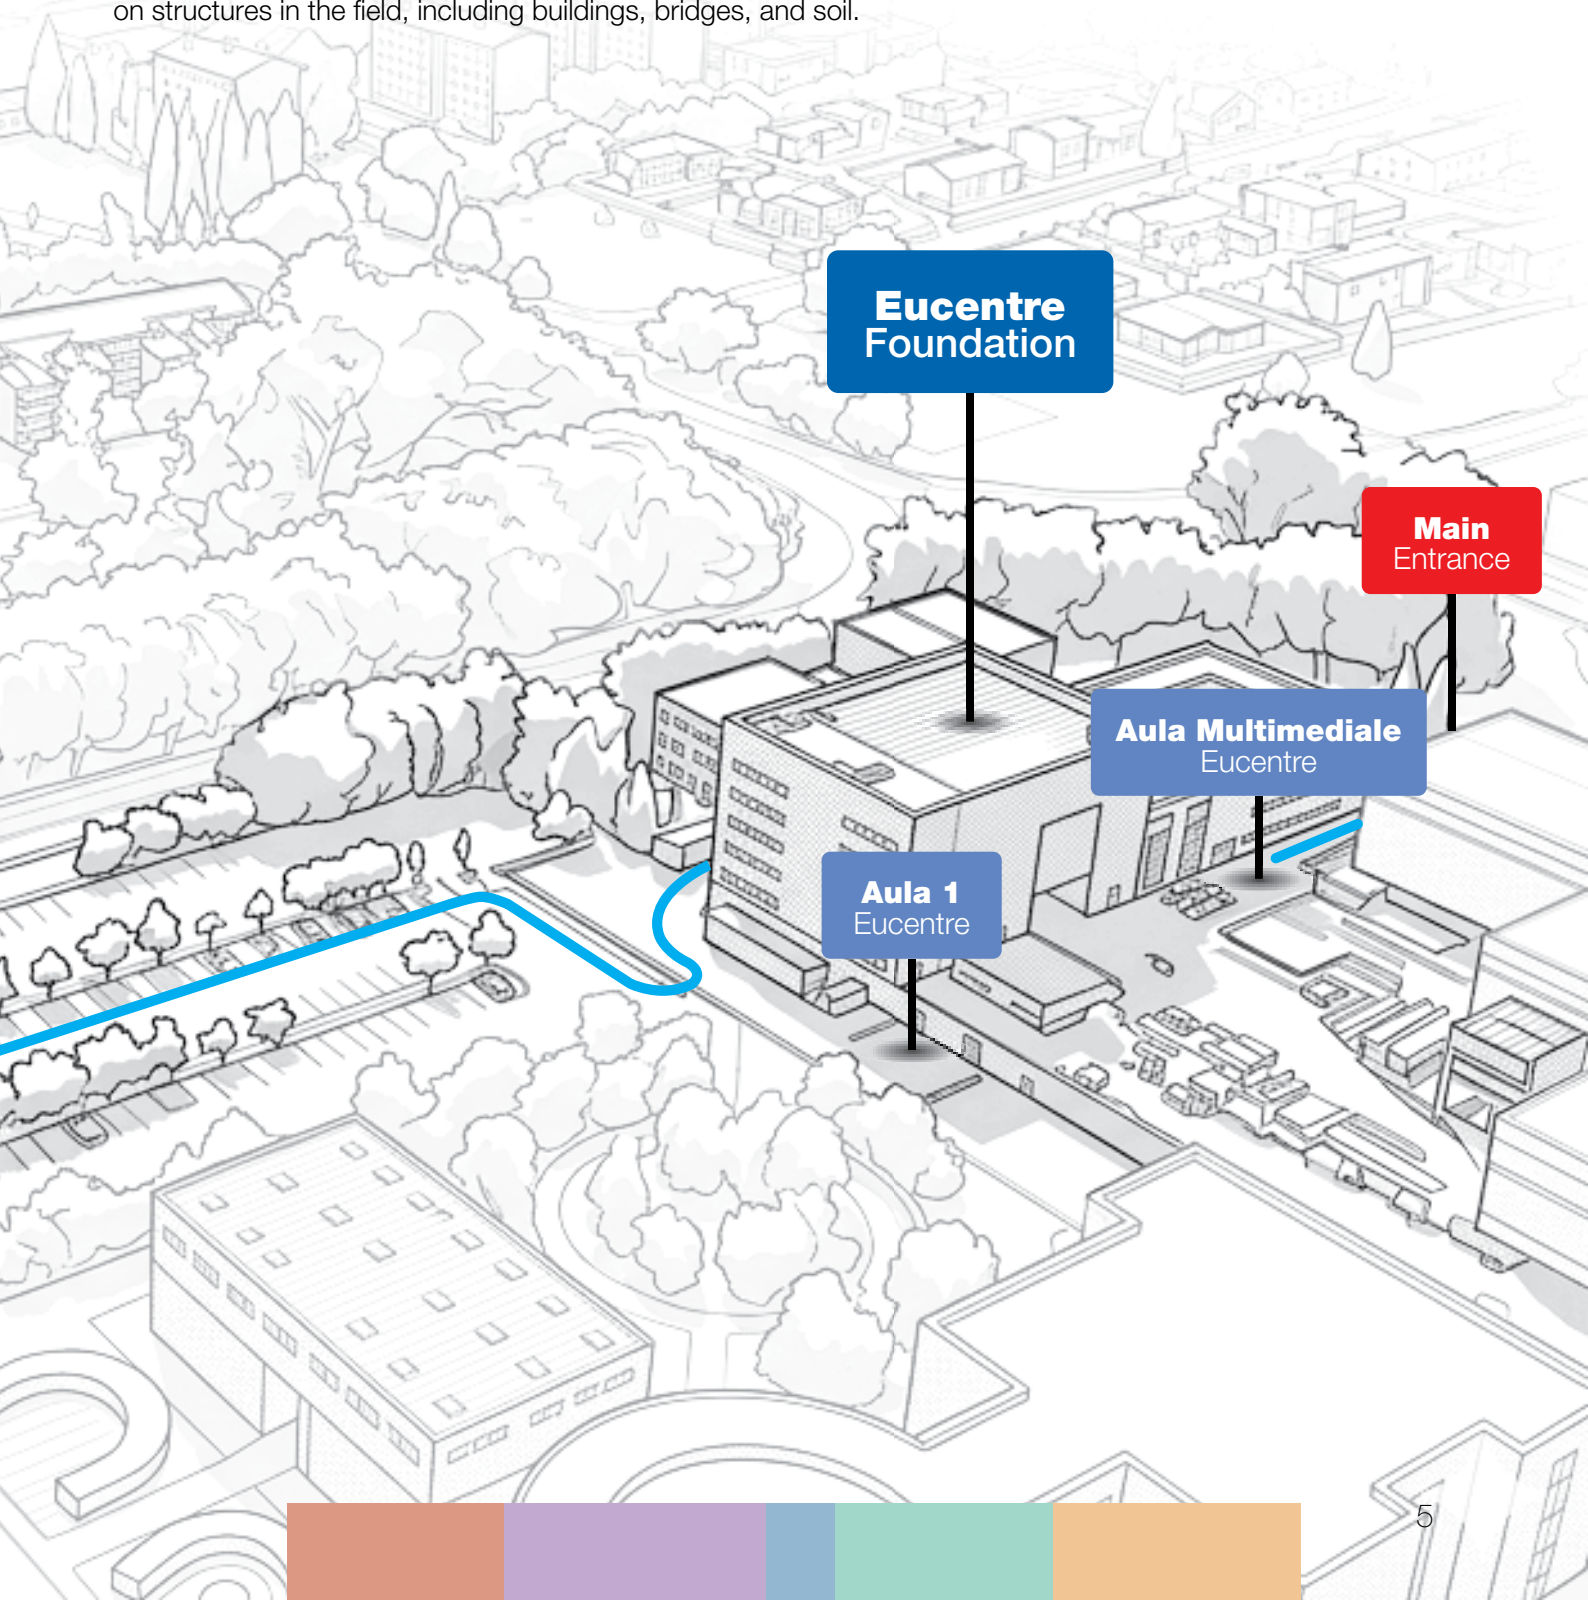 on structures in the field, including buildings, bridges, and soil.
Eucentre
Foundation
Main
Entrance
Aula Multimediale
Eucentre
Aula 1
Eucentre
5